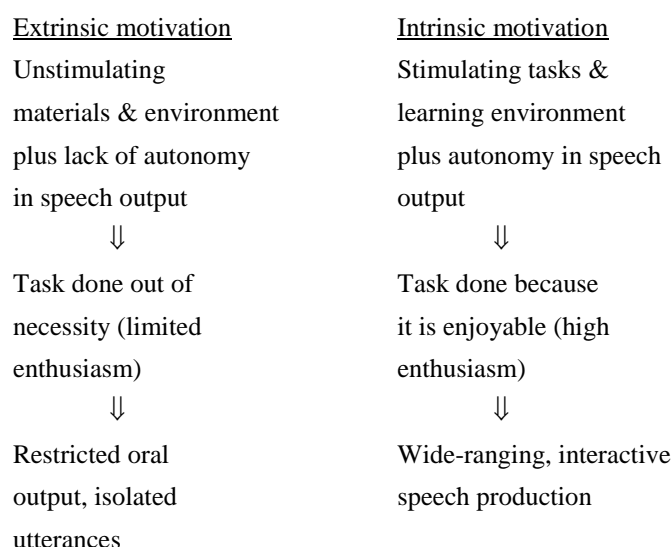 Extrinsic motivation
Unstimulating
materials & environment
plus lack of autonomy
in speech output
⇓
Task done out of
necessity (limited
enthusiasm)
⇓
Restricted oral
output, isolated
utterances
Intrinsic motivation
Stimulating tasks &
learning environment
plus autonomy in speech
output
⇓
Task done because
it is enjoyable (high
enthusiasm)
⇓
Wide-ranging, interactive
speech production